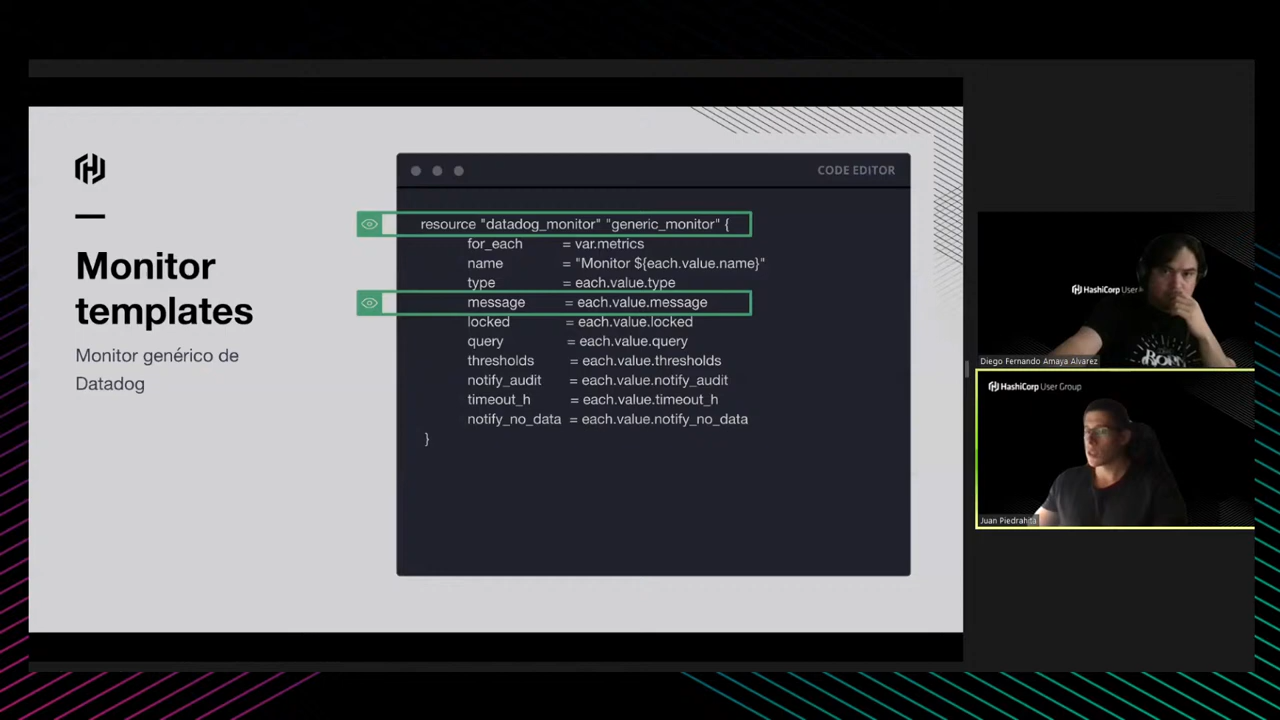 Monitor
templates
Monitor genérico de
Datadog
CODE EDITOR
resource "datadog_monitor" "generic_monitor" {
for_each = var.metrics
name = "Monitor ${each.value.name}"
type = each.value.type
message = each.value.message
locked = each.value.locked
query = each.value.query
thresholds = each.value.thresholds
notify_audit = each.value.notify_audit
timeout_h = each.value.timeout_h
notify_no_data = each.value.notify_no_data
}
HashiCorp User
Diego Fernando Amaya Alvarez
HashiCorp User Group
Juan Piedrahita